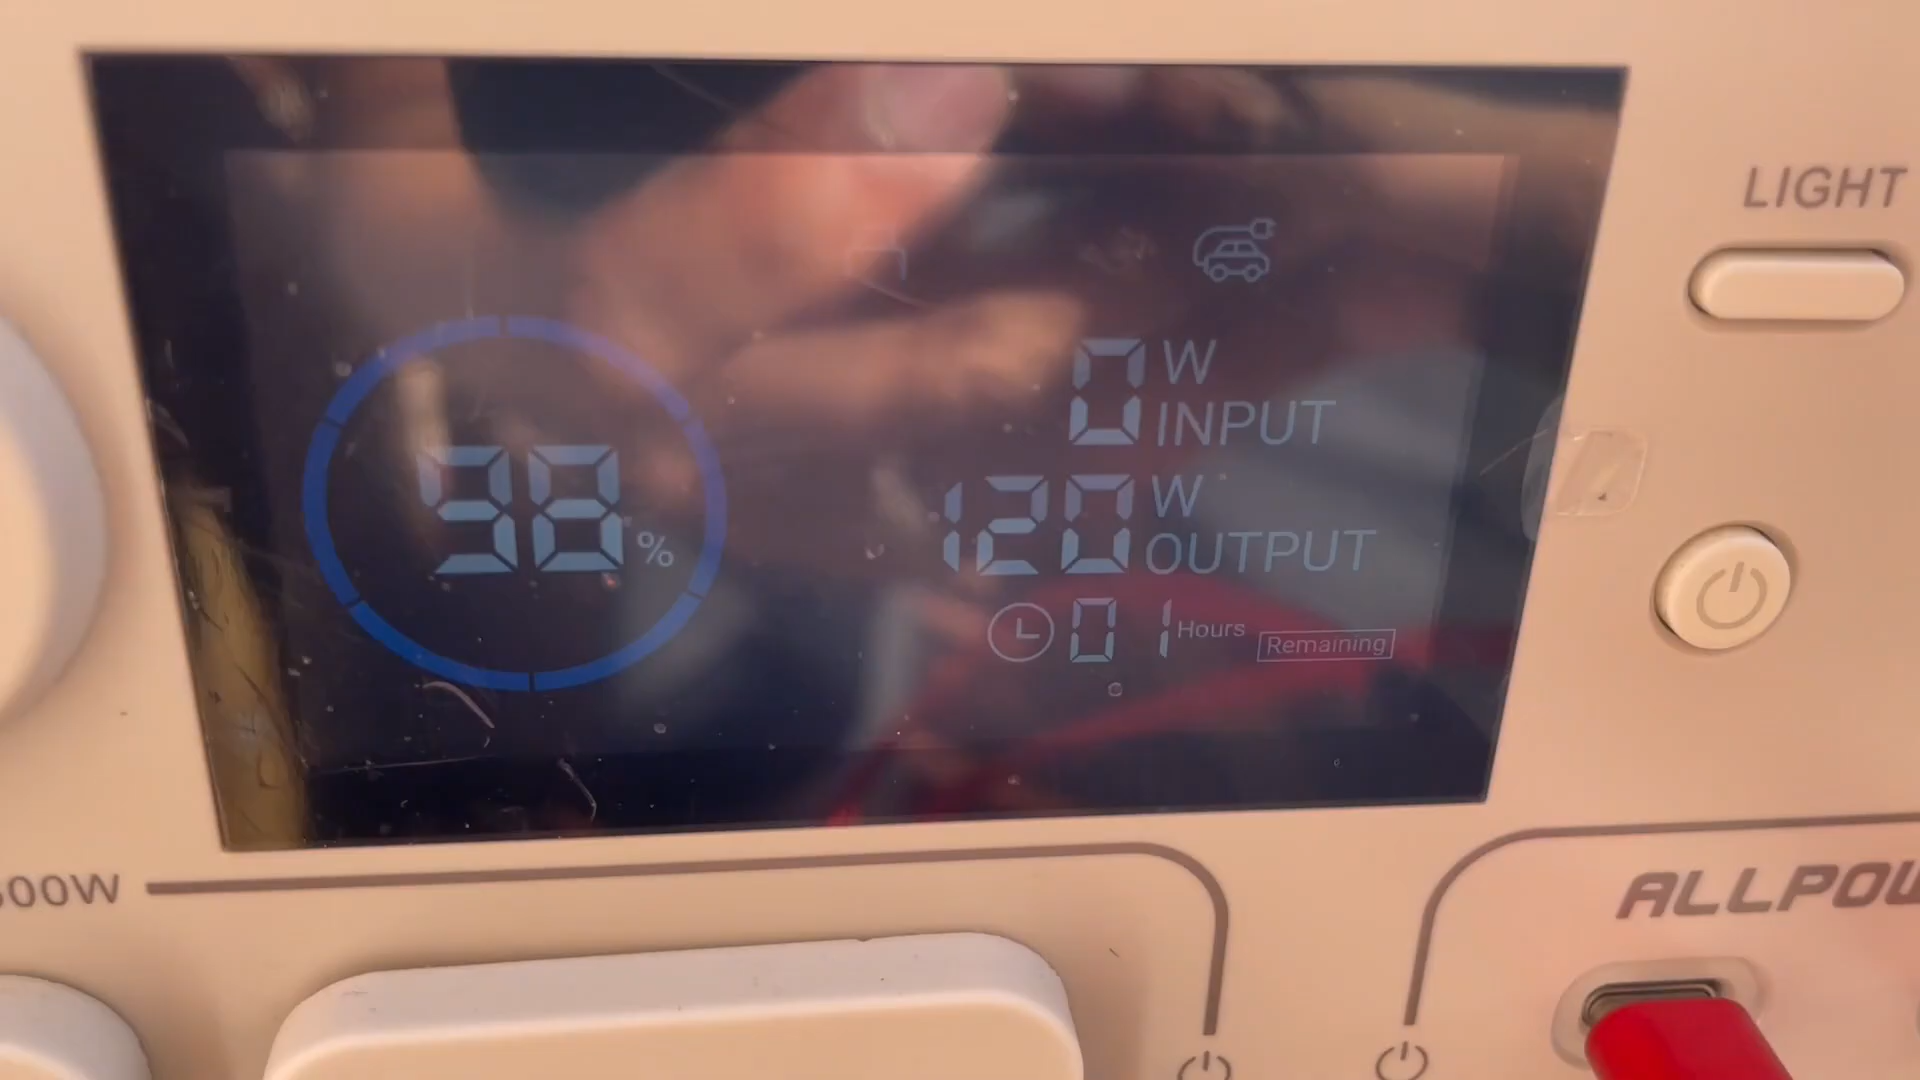 LIGHT
0 W
INPUT
98%
120 W
OUTPUT
01 Hours Remaining
00W
ALLPOW